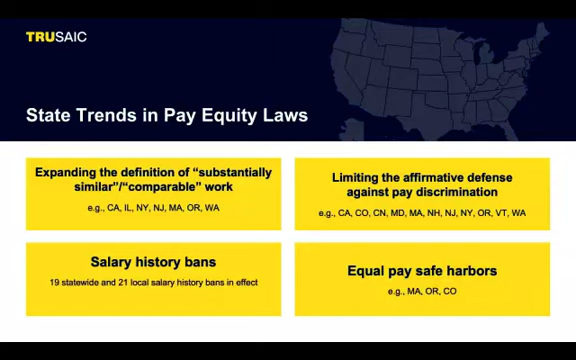 TRUSAIC
State Trends in Pay Equity Laws
Expanding the definition of “substantially
similar”/“comparable” work
e.g., CA, IL, NY, NJ, MA, OR, WA
Limiting the affirmative defense
against pay discrimination
e.g., CA, CO, CN, MD, MA, NH, NJ, NY, OR, VT, WA
Salary history bans
19 statewide and 21 local salary history bans in effect
Equal pay safe harbors
e.g., MA, OR, CO